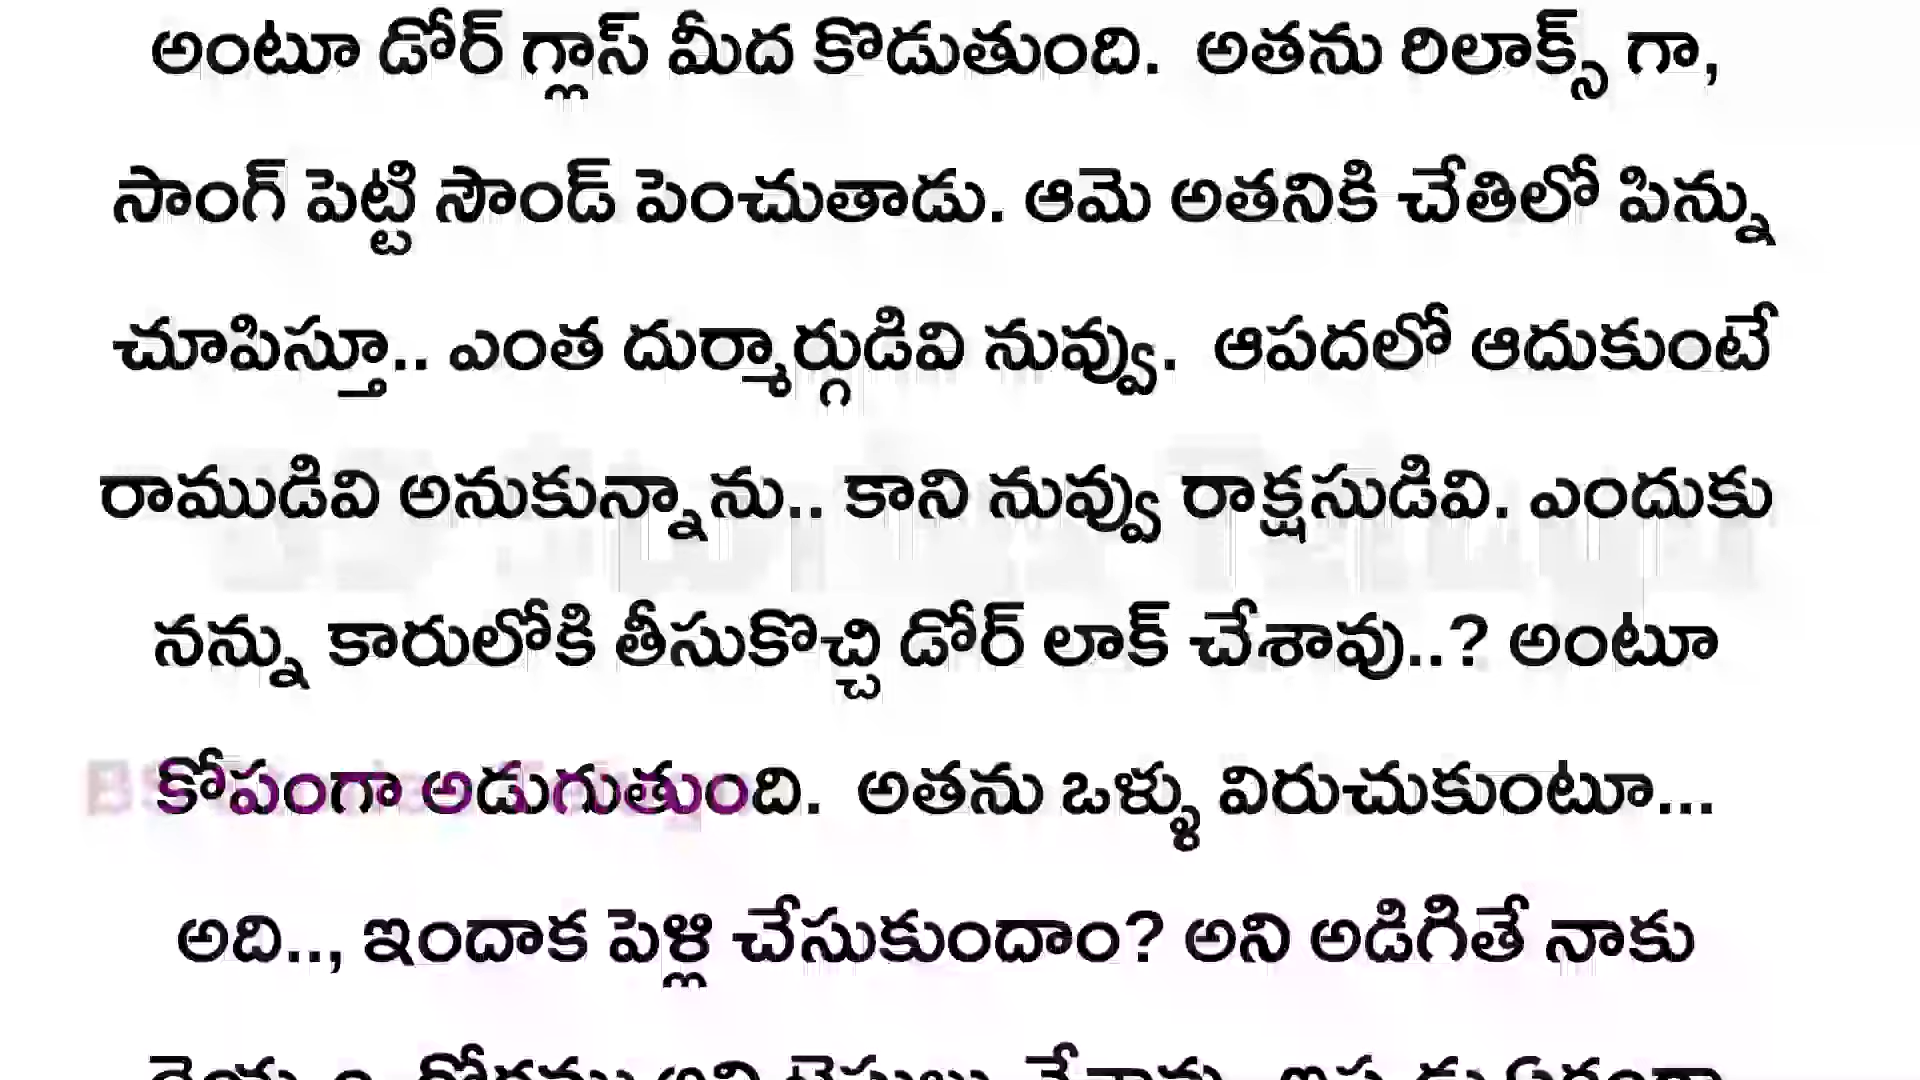 అంటూ డోర్ గ్లాస్ మీద కొడుతుంది. అతను రిలాక్స్ గా,
సాంగ్ పెట్టి సౌండ్ పెంచుతాడు. ఆమె అతనికి చేతిలో పిన్ను
చూపిస్తూ.. ఎంత దుర్మార్గుడివి నువ్వు. ఆపదలో ఆదుకుంటే
రాముడివి అనుకున్నాను.. కాని నువ్వు రాక్షసుడివి. ఎందుకు
నన్ను కారులోకి తీసుకొచ్చి డోర్ లాక్ చేశావు..? అంటూ
కోపంగా అడుగుతుంది. అతను ఒళ్ళు విరుచుకుంటూ...
అది.., ఇందాక పెళ్లి చేసుకుందాం? అని అడిగితే నాకు